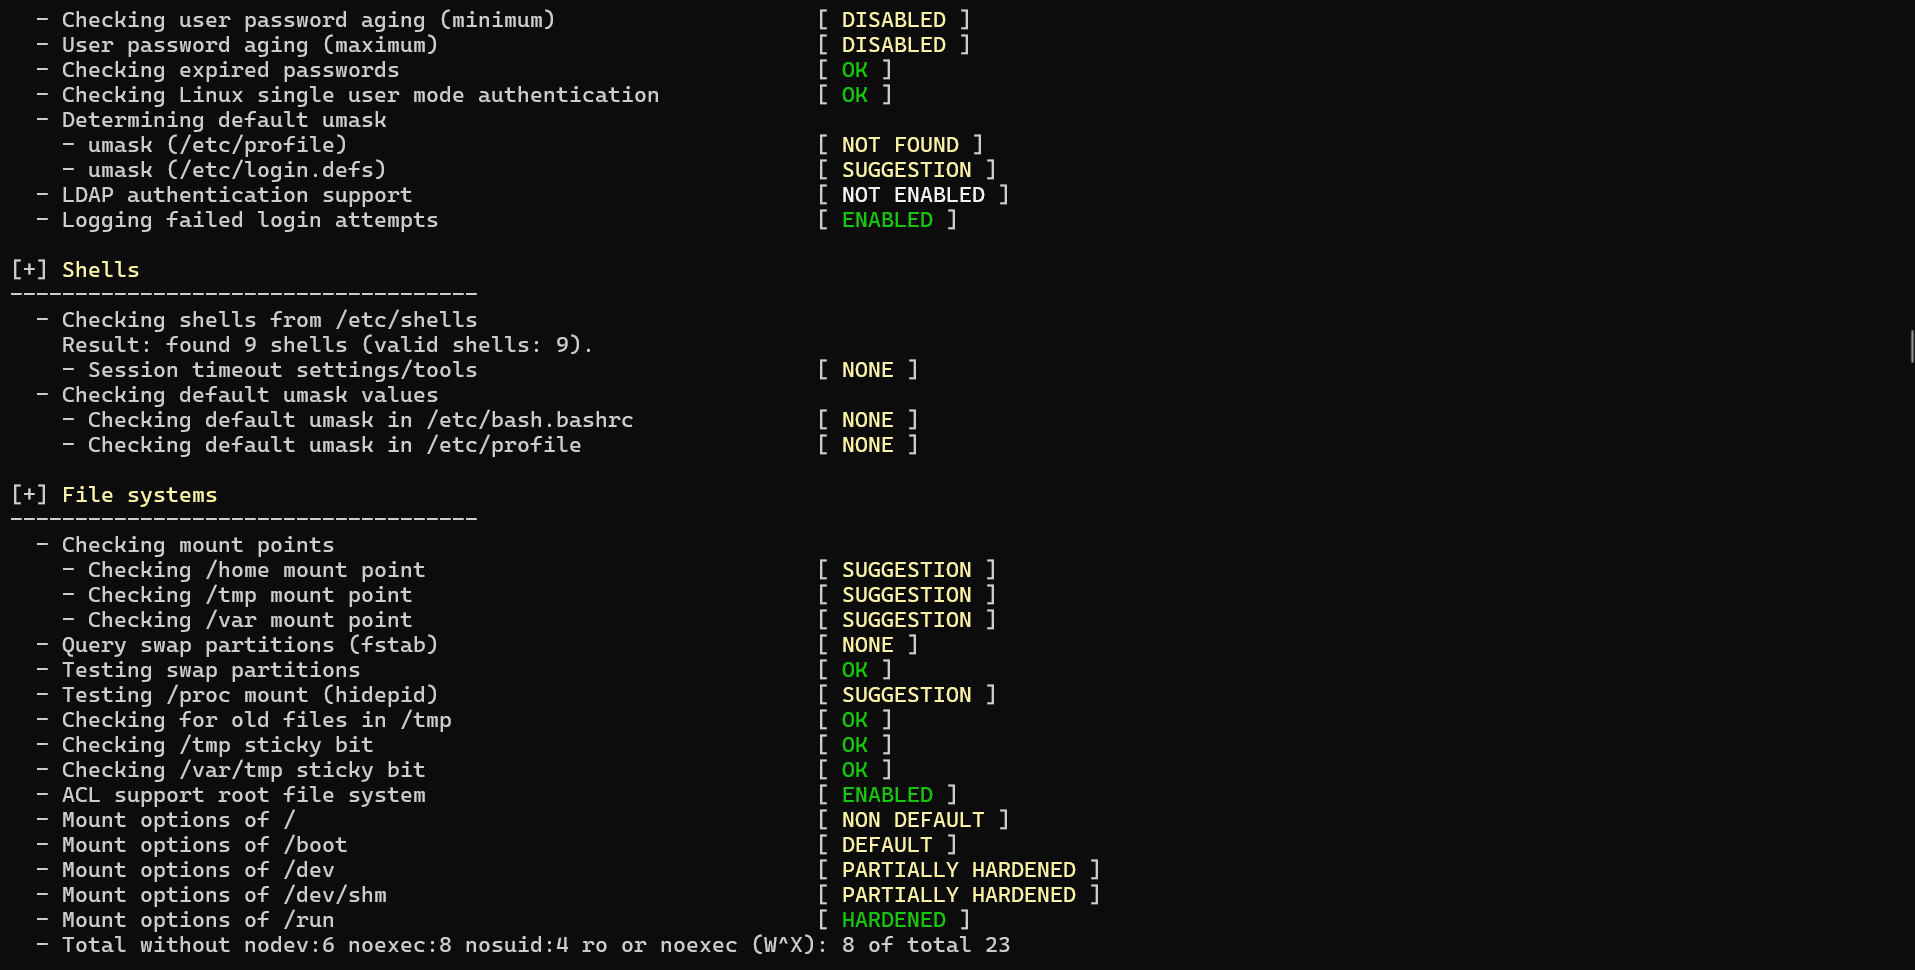 - Checking user password aging (minimum) [ DISABLED ]
- User password aging (maximum) [ DISABLED ]
- Checking expired passwords [ OK ]
- Checking Linux single user mode authentication [ OK ]
- Determining default umask
- umask (/etc/profile) [ NOT FOUND ]
- umask (/etc/login.defs) [ SUGGESTION ]
- LDAP authentication support [ NOT ENABLED ]
- Logging failed login attempts [ ENABLED ]
[+] Shells
------------------------------------
- Checking shells from /etc/shells
Result: found 9 shells (valid shells: 9).
- Session timeout settings/tools [ NONE ]
- Checking default umask values
- Checking default umask in /etc/bash.bashrc [ NONE ]
- Checking default umask in /etc/profile [ NONE ]
[+] File systems
------------------------------------
- Checking mount points
- Checking /home mount point [ SUGGESTION ]
- Checking /tmp mount point [ SUGGESTION ]
- Checking /var mount point [ SUGGESTION ]
- Query swap partitions (fstab) [ NONE ]
- Testing swap partitions [ OK ]
- Testing /proc mount (hidepid) [ SUGGESTION ]
- Checking for old files in /tmp [ OK ]
- Checking /tmp sticky bit [ OK ]
- Checking /var/tmp sticky bit [ OK ]
- ACL support root file system [ ENABLED ]
- Mount options of / [ NON DEFAULT ]
- Mount options of /boot [ DEFAULT ]
- Mount options of /dev [ PARTIALLY HARDENED ]
- Mount options of /dev/shm [ PARTIALLY HARDENED ]
- Mount options of /run [ HARDENED ]
- Total without nodev:6 noexec:8 nosuid:4 ro or noexec (W^X): 8 of total 23